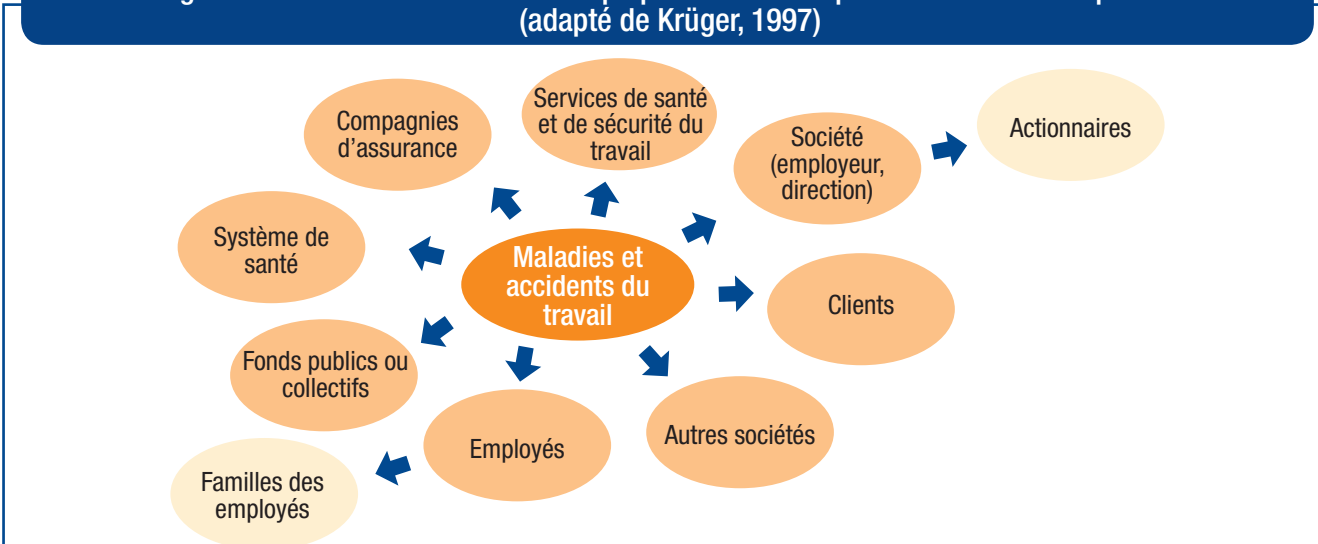 (adapté de Krüger, 1997)
Services de santé
et de sécurité du
travail
Compagnies
d'assurance
Société
(employeur,
direction)
Actionnaires
Système de
santé
Maladies et
accidents du
travail
Clients
Fonds publics ou
collectifs
Employés
Autres sociétés
Familles des
employés